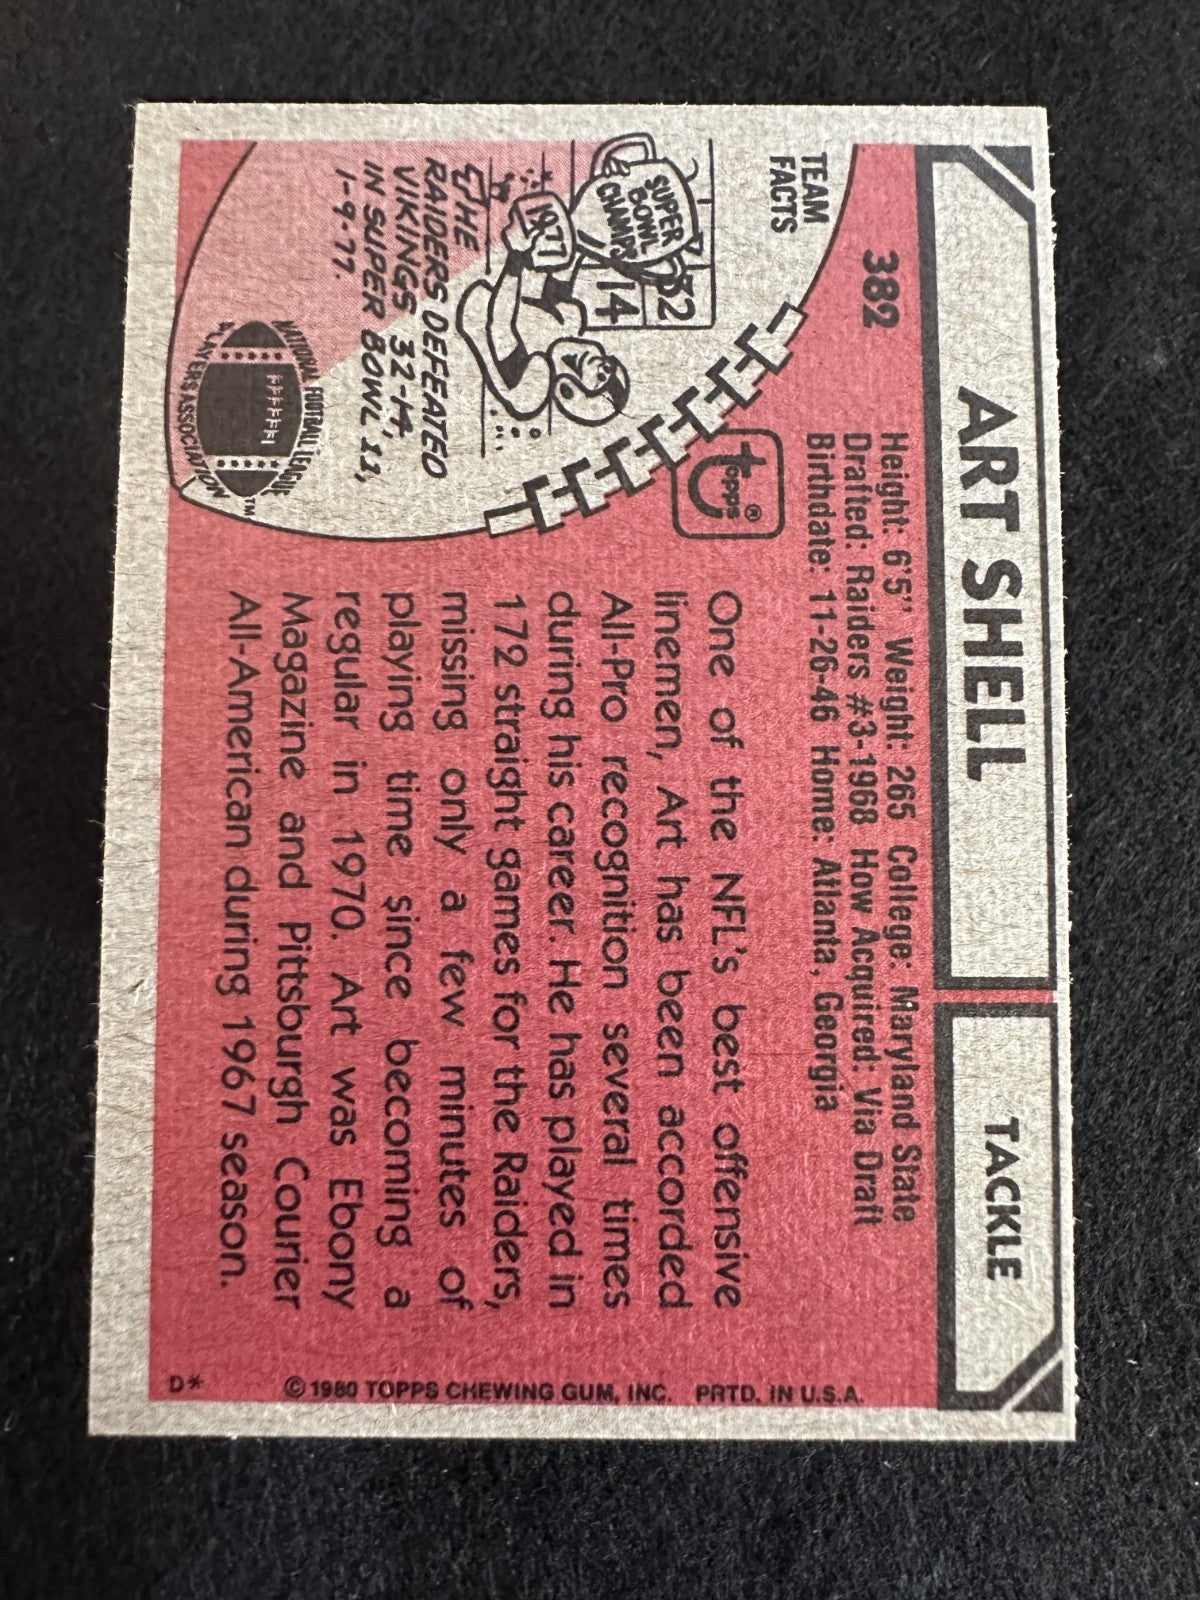 ART SHELL
TACKLE
382
Height: 6'5" Weight: 265 College: Maryland State
Drafted: Raiders #3-1968 How Acquired: Via Draft
Birthdate: 11-26-46 Home: Atlanta, Georgia
TEAM
FACTS
SUPER
BOWL
CHAMPS
32
14
1977
THE
RAIDERS DEFEATED
VIKINGS 32-14,
IN SUPER BOWL 11,
1-9-77.
NATIONAL FOOTBALL LEAGUE
PLAYERS ASSOCIATION
™
topps®
One of the NFL's best offensive
linemen, Art has been accorded
All-Pro recognition several times
during his career. He has played in
172 straight games for the Raiders,
missing only a few minutes of
playing time since becoming a
regular in 1970. Art was Ebony
Magazine and Pittsburgh Courier
All-American during 1967 season.
D*
© 1980 TOPPS CHEWING GUM, INC. PRTD. IN U.S.A.